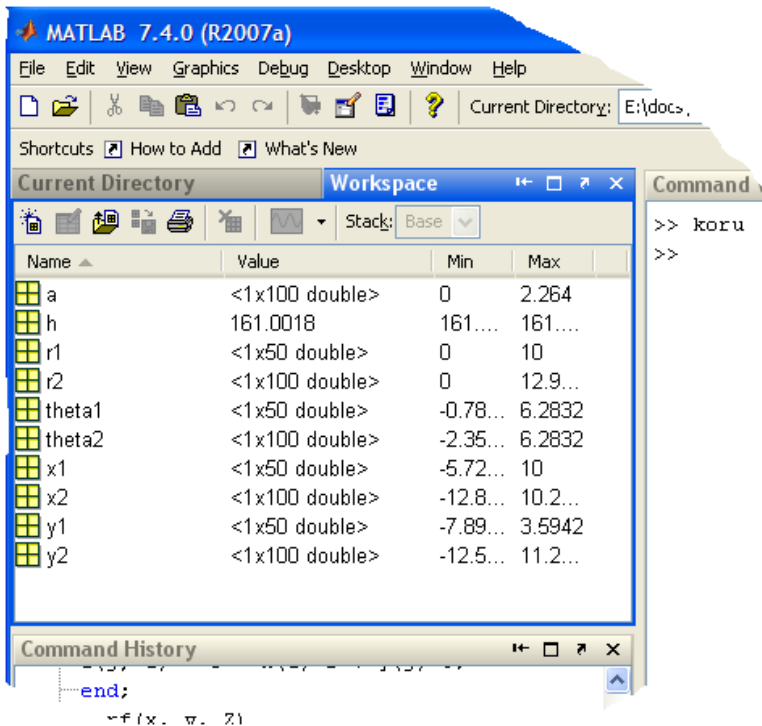 MATLAB 7.4.0 (R2007a)
File Edit View Graphics Debug Desktop Window Help
Current Directory: E:\docs
Shortcuts How to Add What's New
Current Directory Workspace Command
Stack: Base >> koru
Name Value Min Max >>
a <1x100 double> 0 2.264
h 161.0018 161.... 161....
r1 <1x50 double> 0 10
r2 <1x100 double> 0 12.9...
theta1 <1x50 double> -0.78... 6.2832
theta2 <1x100 double> -2.35... 6.2832
x1 <1x50 double> -5.72... 10
x2 <1x100 double> -12.8... 10.2...
y1 <1x50 double> -7.89... 3.5942
y2 <1x100 double> -12.5... 11.2...
Command History
end;